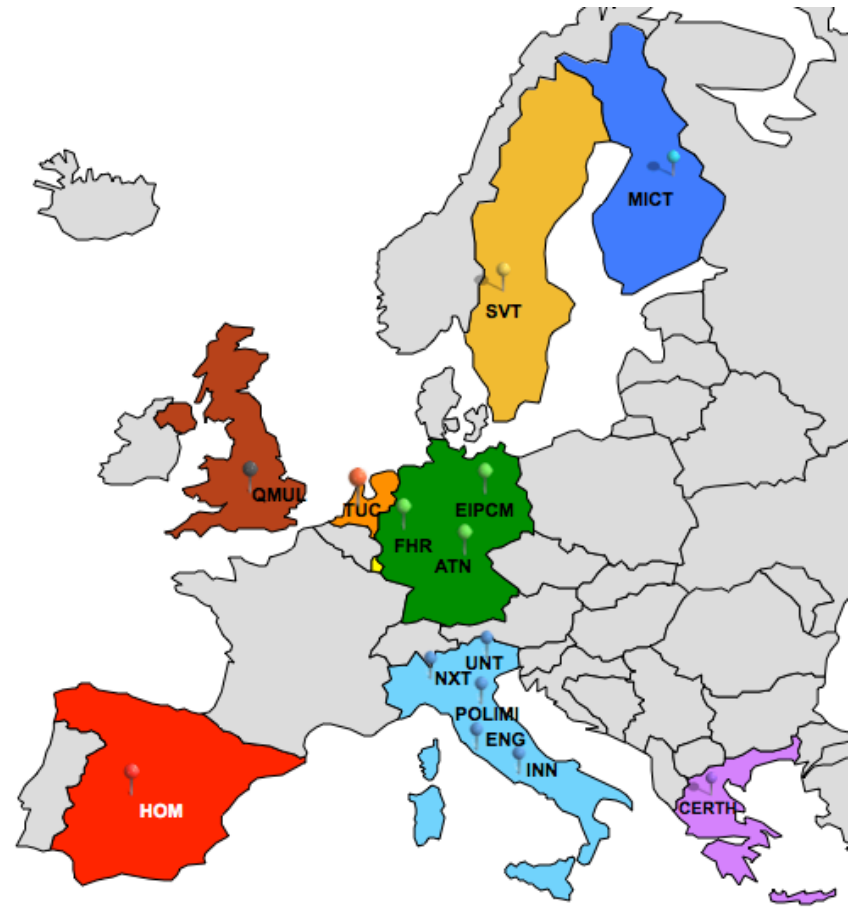 MICT
SVT
QMUL
TUC
EIPCM
FHR
ATN
UNT
NXT
POLIMI
ENG
INN
HOM
CERTH